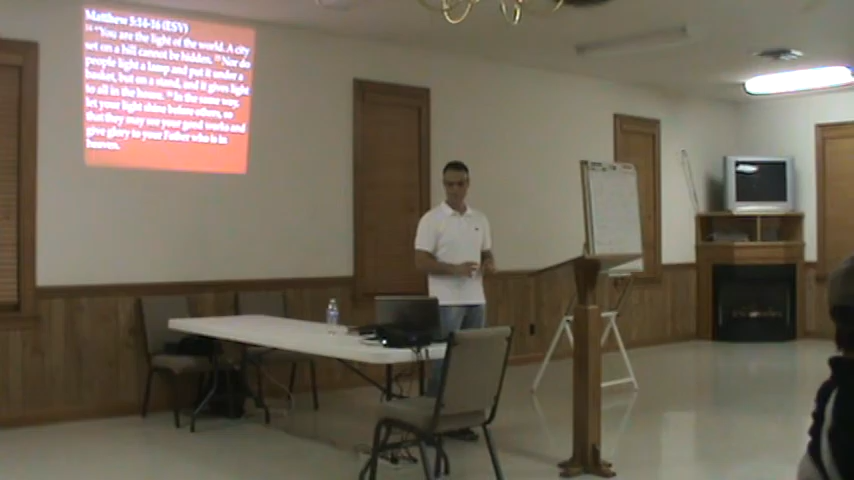 Matthew 5:14-16 (ESV)
14 "You are the light of the world. A city
set on a hill cannot be hidden. 15 Nor do
people light a lamp and put it under a
basket, but on a stand, and it gives light
to all in the house. 16 In the same way,
let your light shine before others, so
that they may see your good works and
give glory to your Father who is in
heaven.